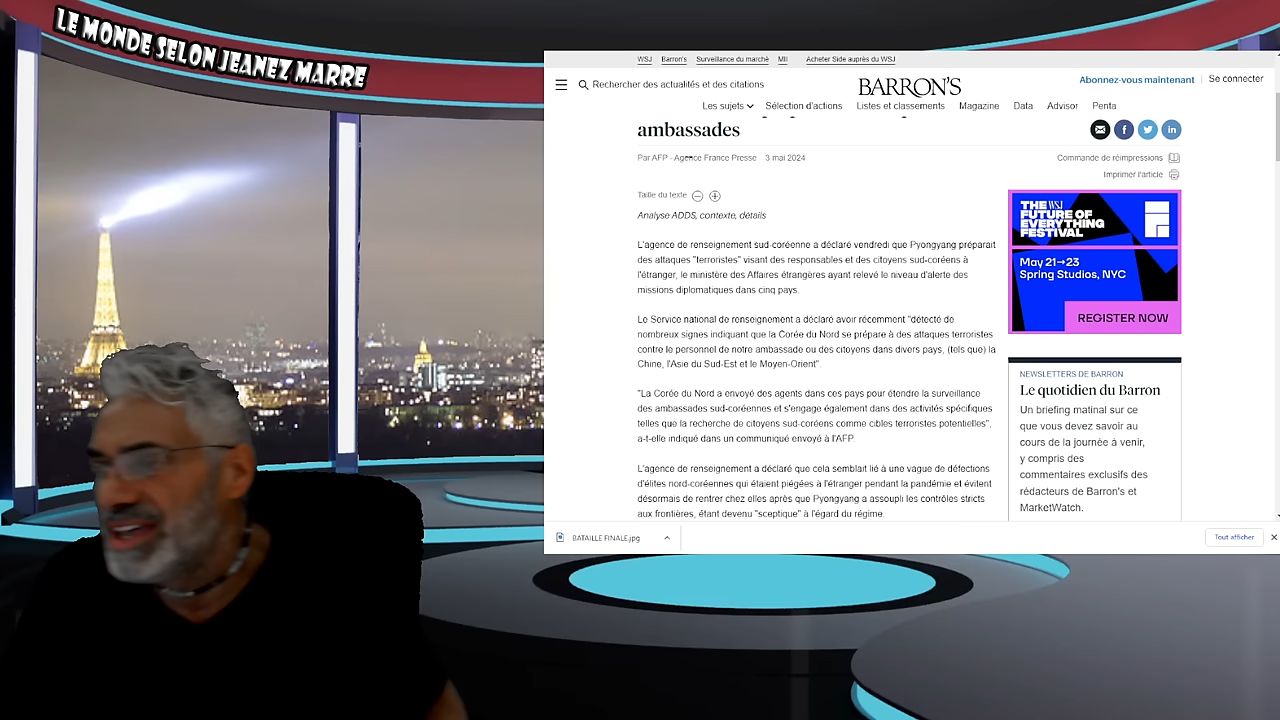 LE MONDE SELON JEANEZ MARRE
WSJ Barron's Surveillance du marché MII Acheter Side auprès du WSJ
Rechercher des actualités et des citations
BARRON'S
Abonnez-vous maintenant Se connecter
Les sujets Sélection d'actions Listes et classements Magazine Data Advisor Penta
ambassades
Par AFP - Agence France Presse 3 mai 2024
Commande de réimpressions
Imprimer l'article
Taille du texte
Analyse ADDS, contexte, détails
L'agence de renseignement sud-coréenne a déclaré vendredi que Pyongyang préparait
des attaques "terroristes" visant des responsables et des citoyens sud-coréens à
l'étranger, le ministère des Affaires étrangères ayant relevé le niveau d'alerte des
missions diplomatiques dans cinq pays.
Le Service national de renseignement a déclaré avoir récemment "détecté de
nombreux signes indiquant que la Corée du Nord se prépare à des attaques terroristes
contre le personnel de notre ambassade ou des citoyens dans divers pays, (tels que) la
Chine, l'Asie du Sud-Est et le Moyen-Orient".
"La Corée du Nord a envoyé des agents dans ces pays pour étendre la surveillance
des ambassades sud-coréennes et s'engage également dans des activités spécifiques
telles que la recherche de citoyens sud-coréens comme cibles terroristes potentielles",
a-t-elle indiqué dans un communiqué envoyé à l'AFP.
L'agence de renseignement a déclaré que cela semblait lié à une vague de défections
d'élites nord-coréennes qui étaient piégées à l'étranger pendant la pandémie et évitent
désormais de rentrer chez elles après que Pyongyang a assoupli les contrôles stricts
aux frontières, étant devenu "sceptique" à l'égard du régime.
THE WSJ
FUTURE OF
EVERYTHING
FESTIVAL
May 21→23
Spring Studios, NYC
REGISTER NOW
NEWSLETTERS DE BARRON
Le quotidien du Barron
Un briefing matinal sur ce
que vous devez savoir au
cours de la journée à venir,
y compris des
commentaires exclusifs des
rédacteurs de Barron's et
MarketWatch.
BATAILLE FINALE.jpg
Tout afficher